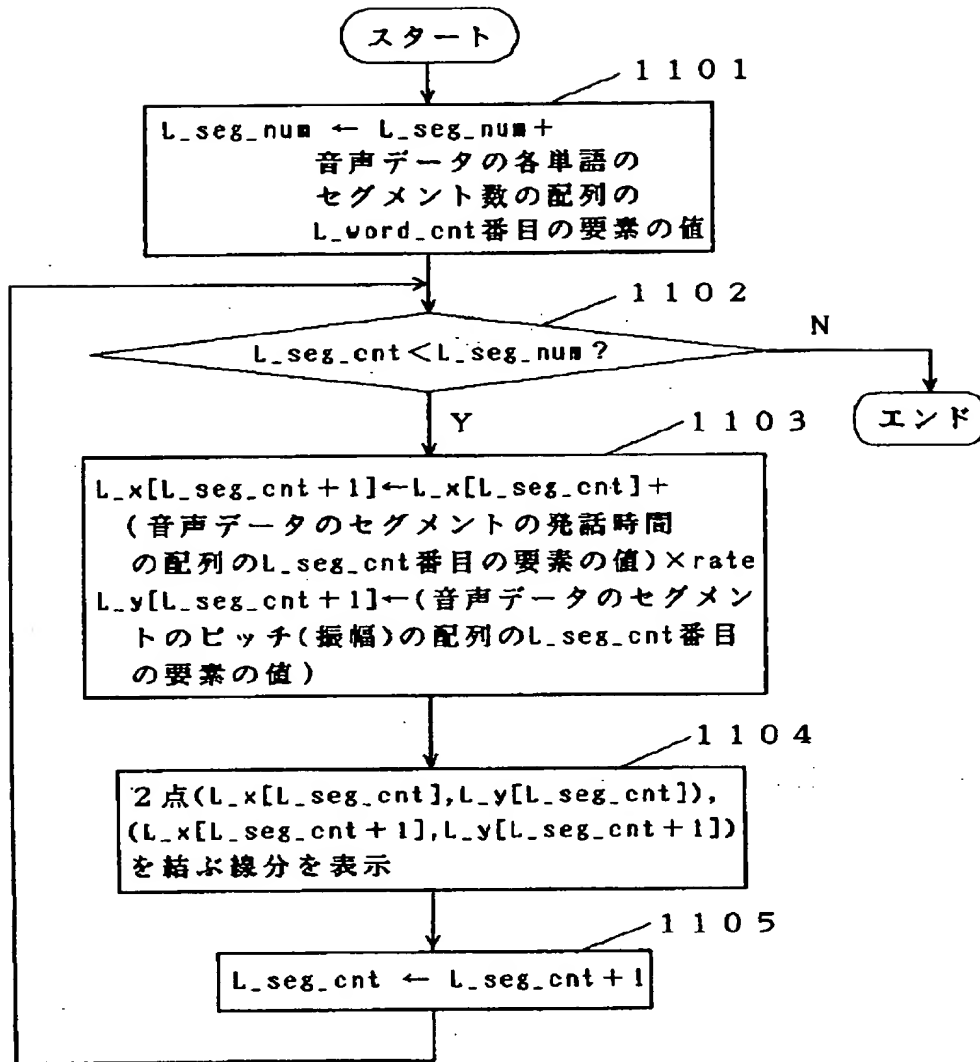 スタート
1101
L_seg_num ← L_seg_num+
音声データの各単語の
セグメント数の配列の
L_word_cnt番目の要素の値
1102
L_seg_cnt<L_seg_num?
N
エンド
Y
1103
L_x[L_seg_cnt+1]←L_x[L_seg_cnt]+
(音声データのセグメントの発話時間
の配列のL_seg_cnt番目の要素の値)×rate
L_y[L_seg_cnt+1]←(音声データのセグメン
トのピッチ(振幅)の配列のL_seg_cnt番目
の要素の値)
1104
2点(L_x[L_seg_cnt],L_y[L_seg_cnt]),
(L_x[L_seg_cnt+1],L_y[L_seg_cnt+1])
を結ぶ線分を表示
1105
L_seg_cnt ← L_seg_cnt+1